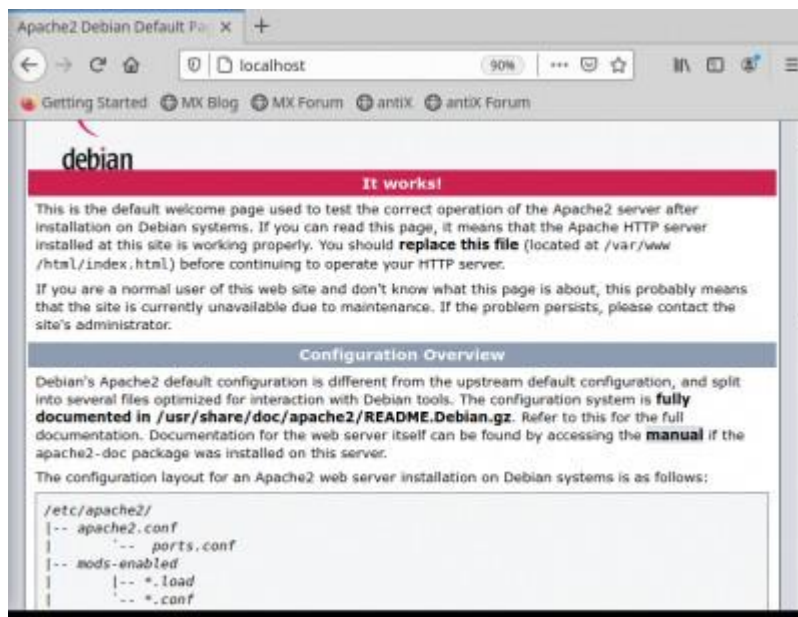 Apache2 Debian Default Pa
localhost
90%
Getting Started MX Blog MX Forum antiX antiX Forum
debian
It works!
This is the default welcome page used to test the correct operation of the Apache2 server after
installation on Debian systems. If you can read this page, it means that the Apache HTTP server
installed at this site is working properly. You should replace this file (located at /var/www
/html/index.html) before continuing to operate your HTTP server.
If you are a normal user of this web site and don't know what this page is about, this probably means
that the site is currently unavailable due to maintenance. If the problem persists, please contact the
site's administrator.
Configuration Overview
Debian's Apache2 default configuration is different from the upstream default configuration, and split
into several files optimized for interaction with Debian tools. The configuration system is fully
documented in /usr/share/doc/apache2/README.Debian.gz. Refer to this for the full
documentation. Documentation for the web server itself can be found by accessing the manual if the
apache2-doc package was installed on this server.
The configuration layout for an Apache2 web server installation on Debian systems is as follows:
/etc/apache2/
|-- apache2.conf
|       `--  ports.conf
|-- mods-enabled
|       |-- *.load
|       `-- *.conf